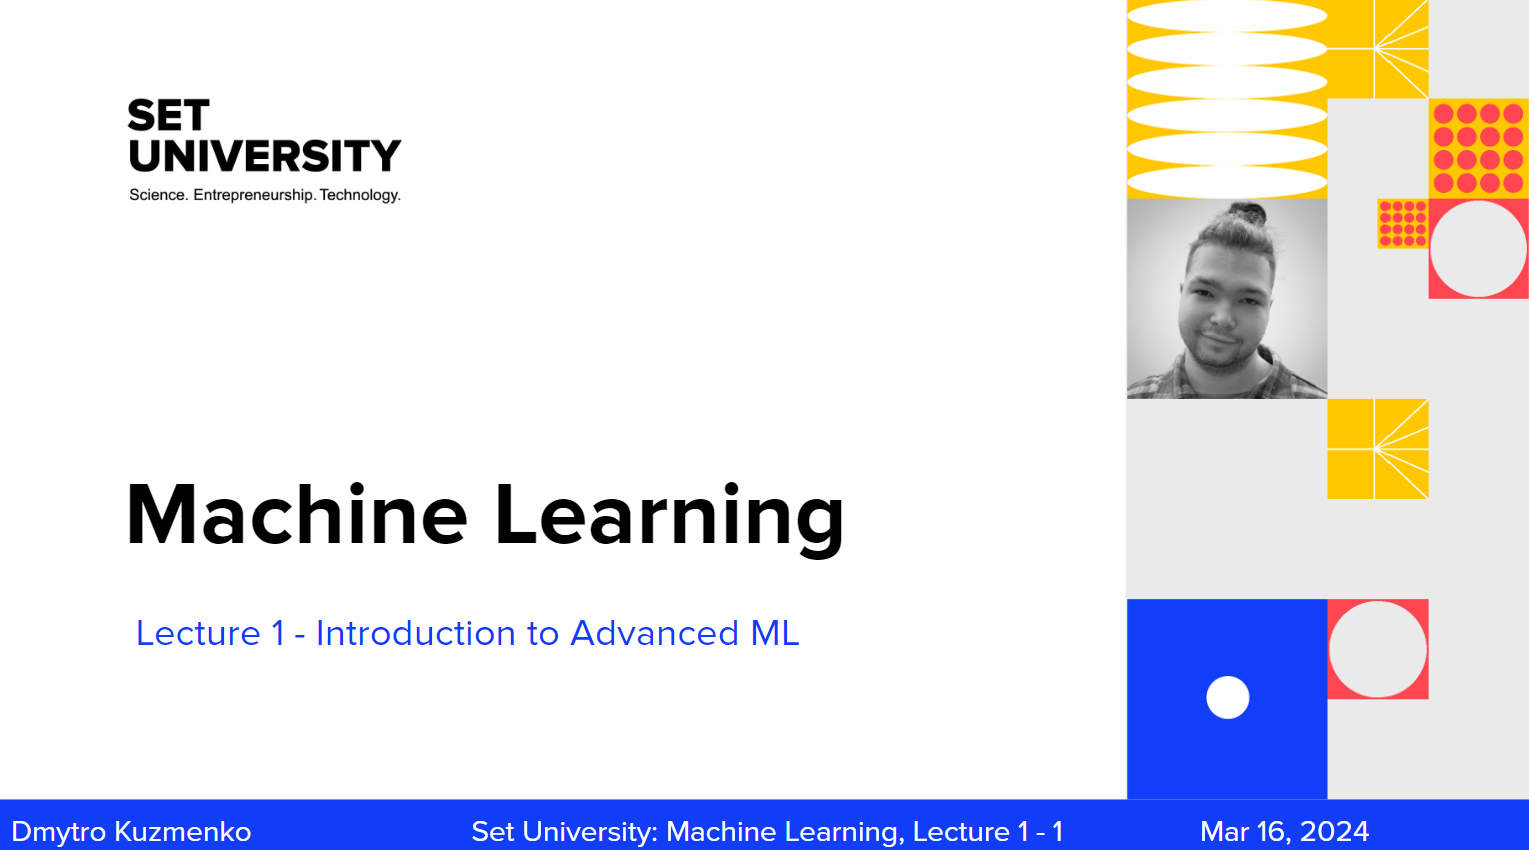 SET
UNIVERSITY
Science. Entrepreneurship. Technology.
Machine Learning
Lecture 1 - Introduction to Advanced ML
Dmytro Kuzmenko
Set University: Machine Learning, Lecture 1 - 1
Mar 16, 2024